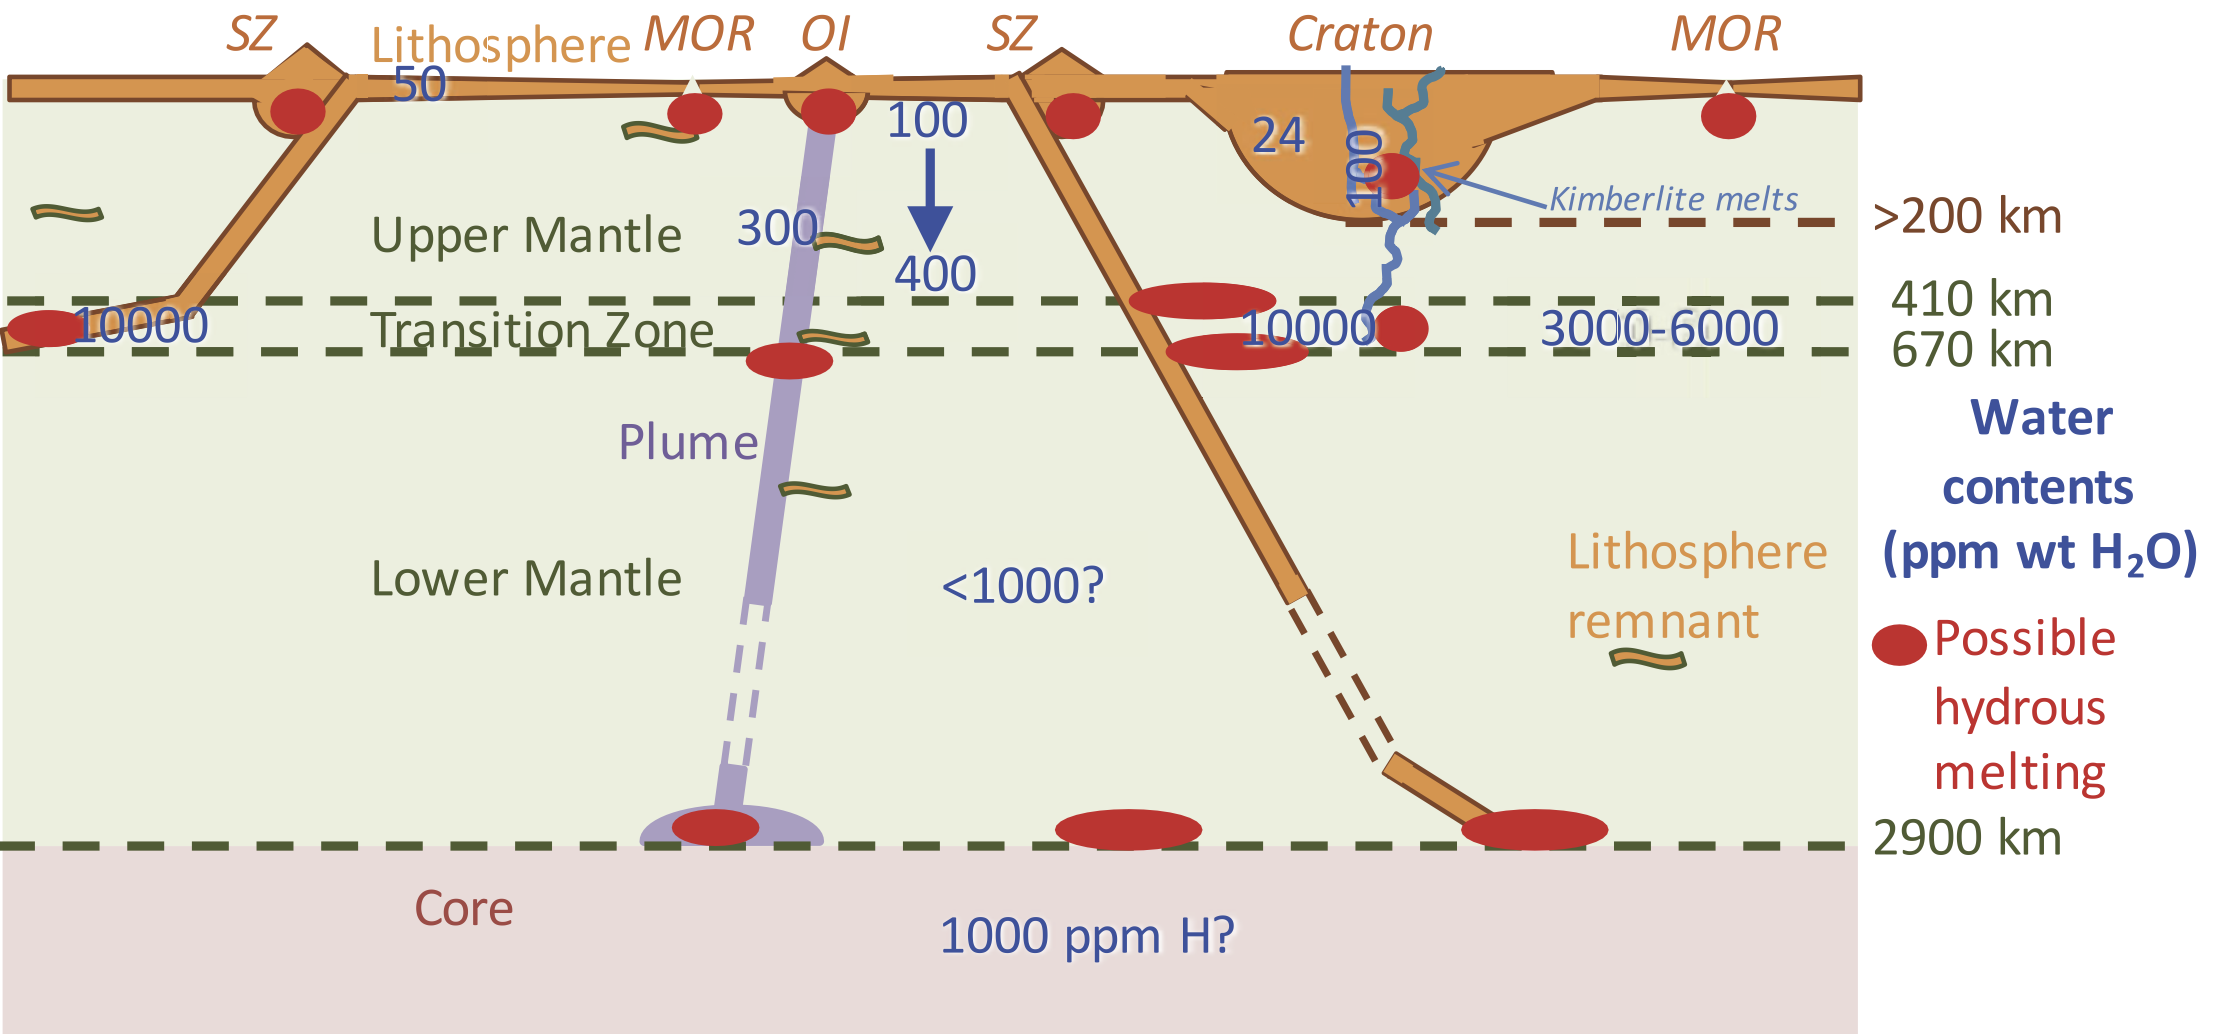 SZ
Lithosphere
MOR
OI
SZ
Craton
MOR
50
100
24
100
Kimberlite melts
>200 km
Upper Mantle
300
400
410 km
10000
Transition Zone
10000
3000-6000
670 km
Water
contents
(ppm wt H₂O)
Plume
Lower Mantle
<1000?
Lithosphere
remnant
Possible
hydrous
melting
2900 km
Core
1000 ppm H?